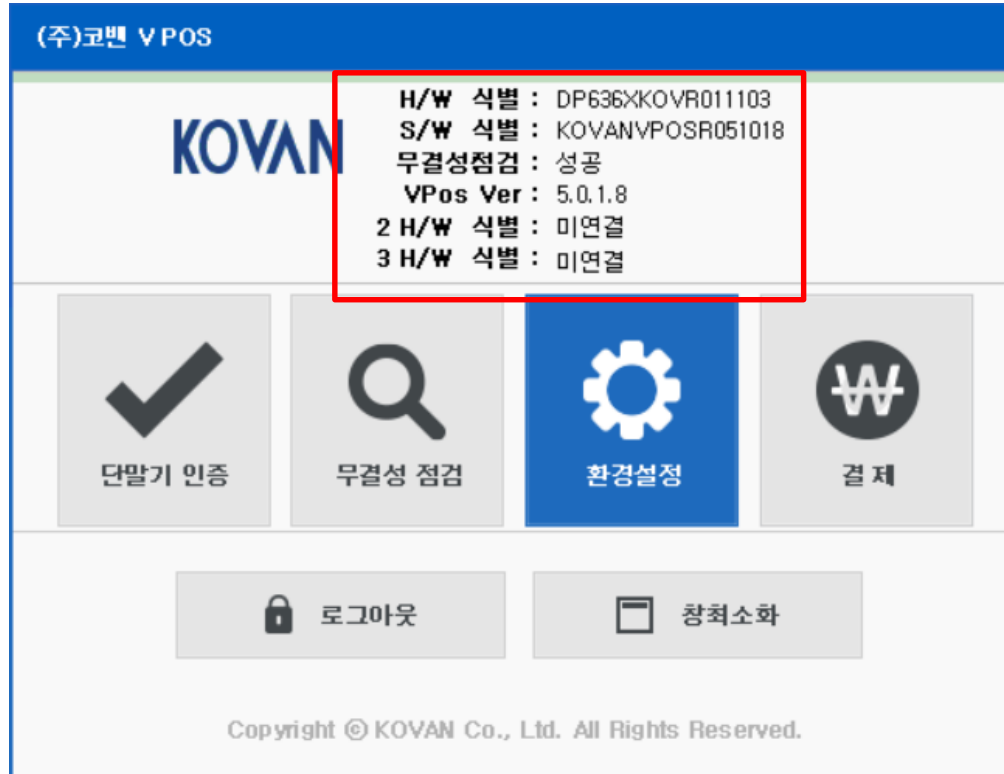 (주)코밴 V POS
KOVAN
H/W 식별 : DP636XKOVR011103
S/W 식별 : KOVANVPOSR051018
무결성점검 : 성공
VPos Ver : 5.0.1.8
2 H/W 식별 : 미연결
3 H/W 식별 : 미연결
단말기 인증
무결성 점검
환경설정
결 제
로그아웃
창최소화
Copyright © KOVAN Co., Ltd. All Rights Reserved.